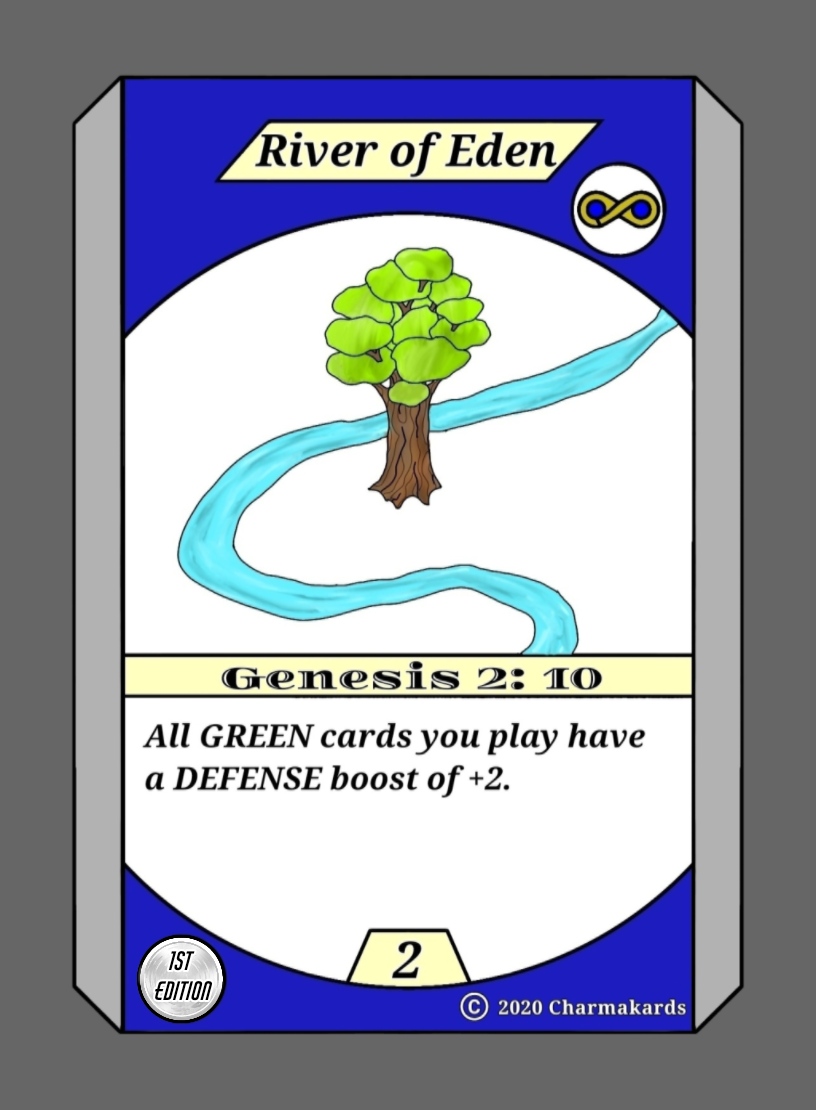 River of Eden
Genesis 2: 10
All GREEN cards you play have
a DEFENSE boost of +2.
2
1ST
EDITION
© 2020 Charmakards